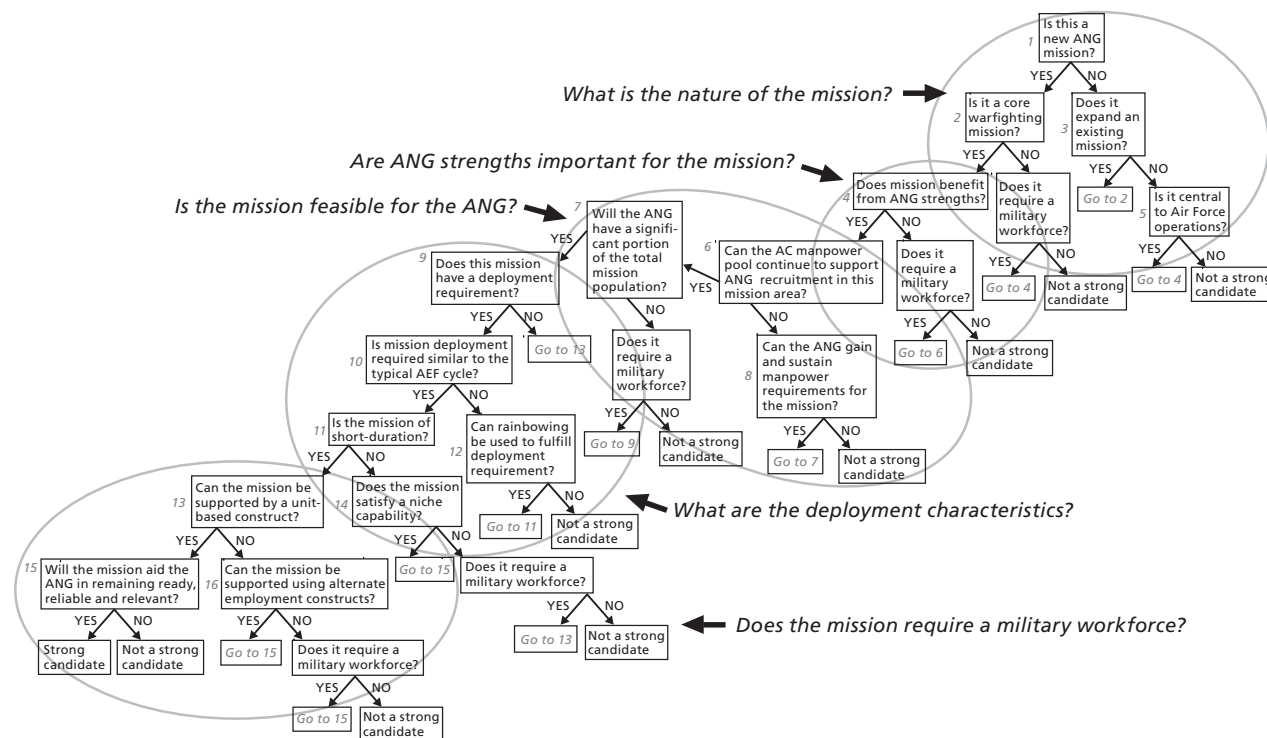 Is this a
new ANG
mission?
1
YES
NO
What is the nature of the mission?
Is it a core
warfighting
mission?
2
Does it
expand an
existing
mission?
3
YES
NO
YES
NO
Are ANG strengths important for the mission?
Does mission benefit
from ANG strengths?
4
Does it
require a
military
workforce?
Go to 2
Is it central
to Air Force
operations?
5
YES
NO
YES
NO
YES
NO
Go to 4
Not a strong
candidate
Go to 4
Not a strong
candidate
Is the mission feasible for the ANG?
7
Will the ANG
have a signifi-
cant portion
of the total
mission
population?
6
Can the AC manpower
pool continue to support
ANG recruitment in this
mission area?
Does it
require a
military
workforce?
YES
YES
NO
NO
YES
NO
Go to 6
Not a strong
candidate
9
Does this mission
have a deployment
requirement?
Does it
require a
military
workforce?
8
Can the ANG gain
and sustain
manpower
requirements for
the mission?
YES
NO
Go to 13
YES
NO
YES
NO
Go to 9
Not a strong
candidate
Go to 7
Not a strong
candidate
10
Is mission deployment
required similar to the
typical AEF cycle?
YES
NO
11
Is the mission of
short-duration?
12
Can rainbowing
be used to fulfill
deployment
requirement?
YES
NO
YES
NO
Go to 11
Not a strong
candidate
What are the deployment characteristics?
13
Can the mission be
supported by a unit-
based construct?
14
Does the mission
satisfy a niche
capability?
YES
NO
YES
NO
Go to 15
Does it require a
military workforce?
YES
NO
Go to 13
Not a strong
candidate
Does the mission require a military workforce?
15
Will the mission aid the
ANG in remaining ready,
reliable and relevant?
16
Can the mission be
supported using alternate
employment constructs?
YES
NO
YES
NO
Strong
candidate
Not a strong
candidate
Go to 15
Does it require a
military workforce?
YES
NO
Go to 15
Not a strong
candidate